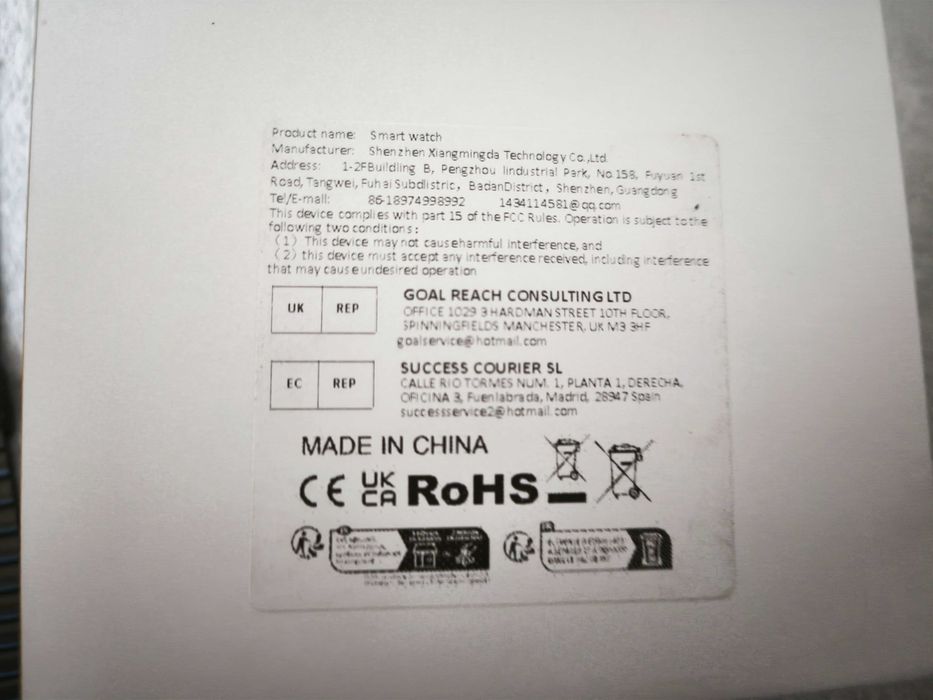 Product name: Smart watch
Manufacturer: Shenzhen Xiangmingda Technology Co.,Ltd.
Address: 1-2FBuildling B, Pengzhou Iindustrial Park, No.158, Fuyuan 1st
Road, Tangwei, Fuhai Subdlistric, BadanDistrict, Shenzhen, Guangdong
Tel/E-mall: 86-18974998992 1434114581@qq.com
This device complies with part 15 of the FCC Rules. Operation is subject to the
following two conditions:
(1) This device may not causeharmful interference, and
(2) this device must accept any interference received, including interference
that may cause undesired operation
UK REP
GOAL REACH CONSULTING LTD
OFFICE 1029 3 HARDMAN STREET 10TH FLOOR,
SPINNINGFIELDS MANCHESTER, UK M3 3HF
goalservice@hotmail.com
EC REP
SUCCESS COURIER SL
CALLE RIO TORMES NUM. 1, PLANTA 1, DERECHA,
OFICINA 3, Fuenlabrada, Madrid, 28947 Spain
successservice2@hotmail.com
MADE IN CHINA
CE UK CA RoHS